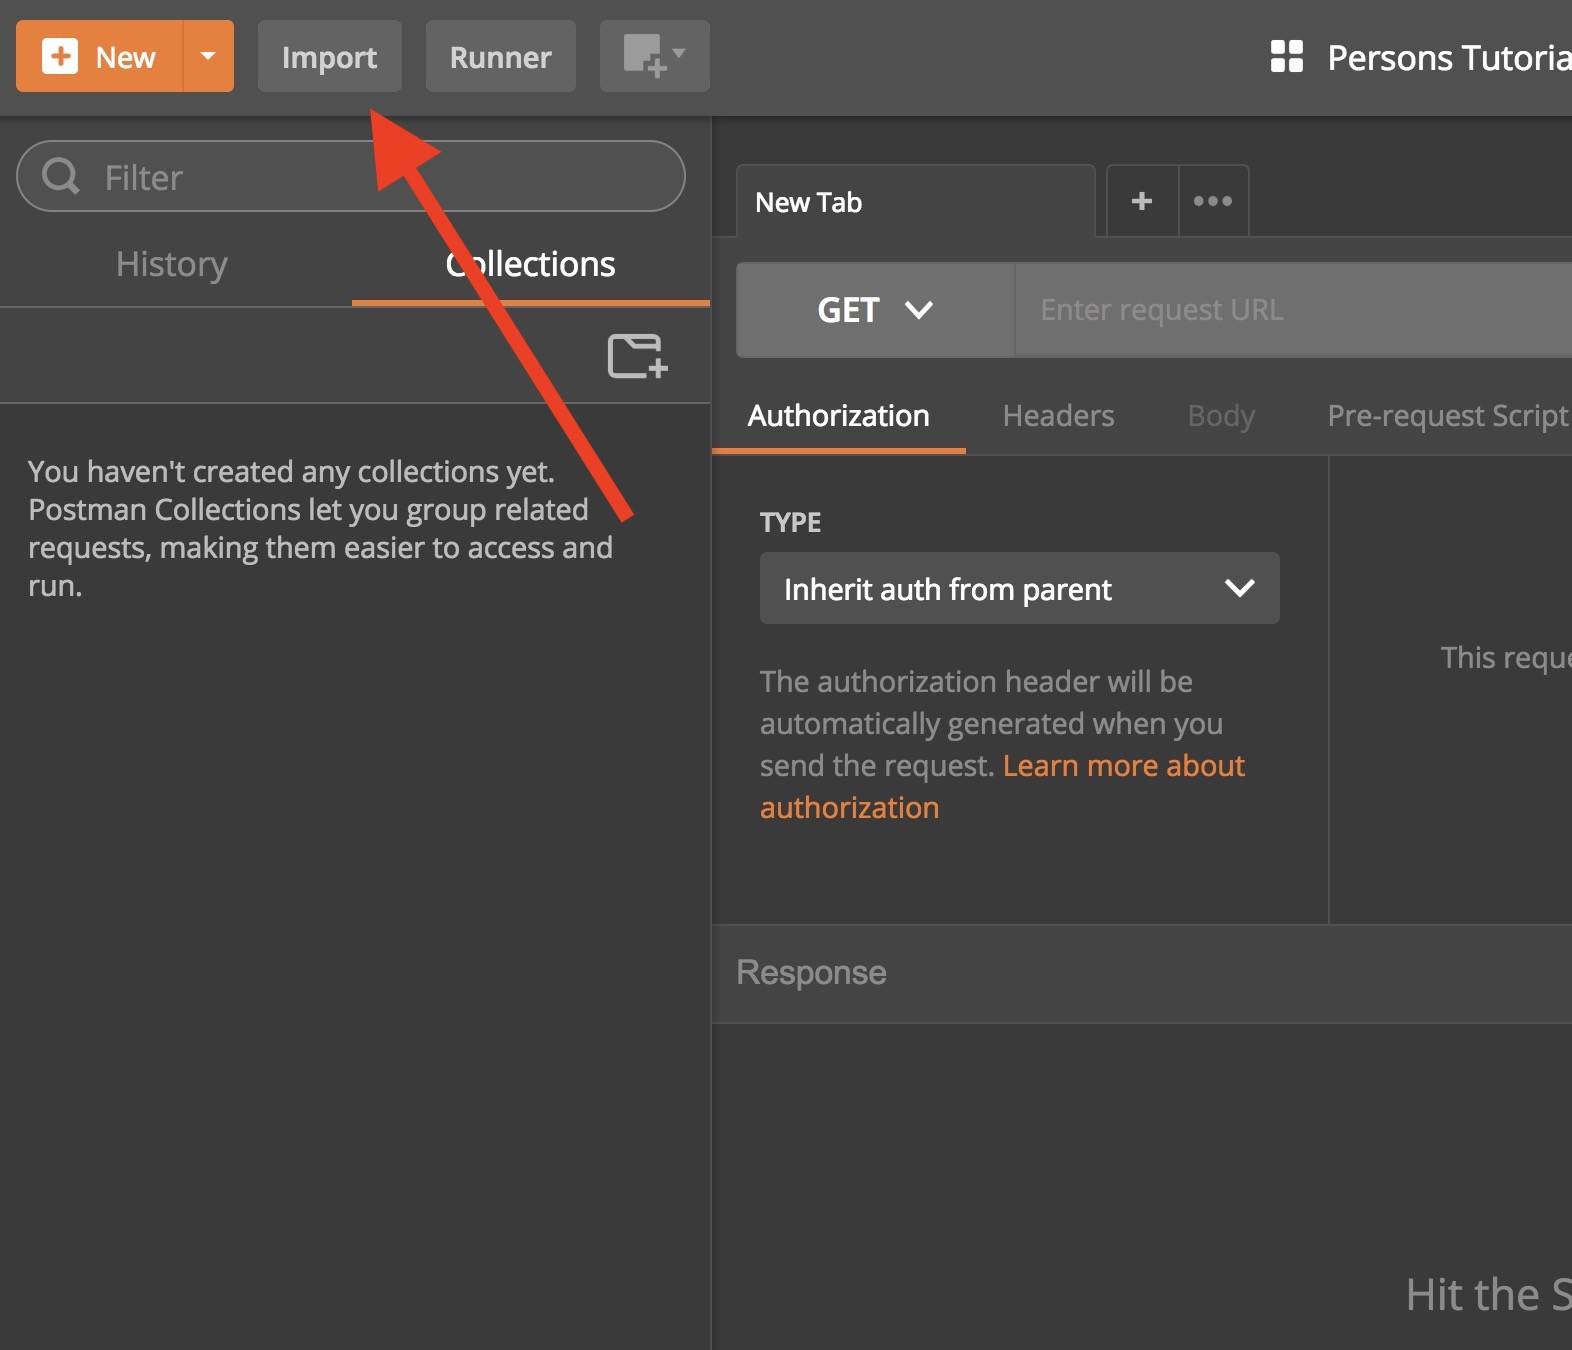 New
Import
Runner
Persons Tutoria
Filter
History
Collections
You haven't created any collections yet.
Postman Collections let you group related
requests, making them easier to access and
run.
New Tab
GET
Enter request URL
Authorization
Headers
Body
Pre-request Script
TYPE
Inherit auth from parent
The authorization header will be
automatically generated when you
send the request. Learn more about
authorization
This reque
Response
Hit the S